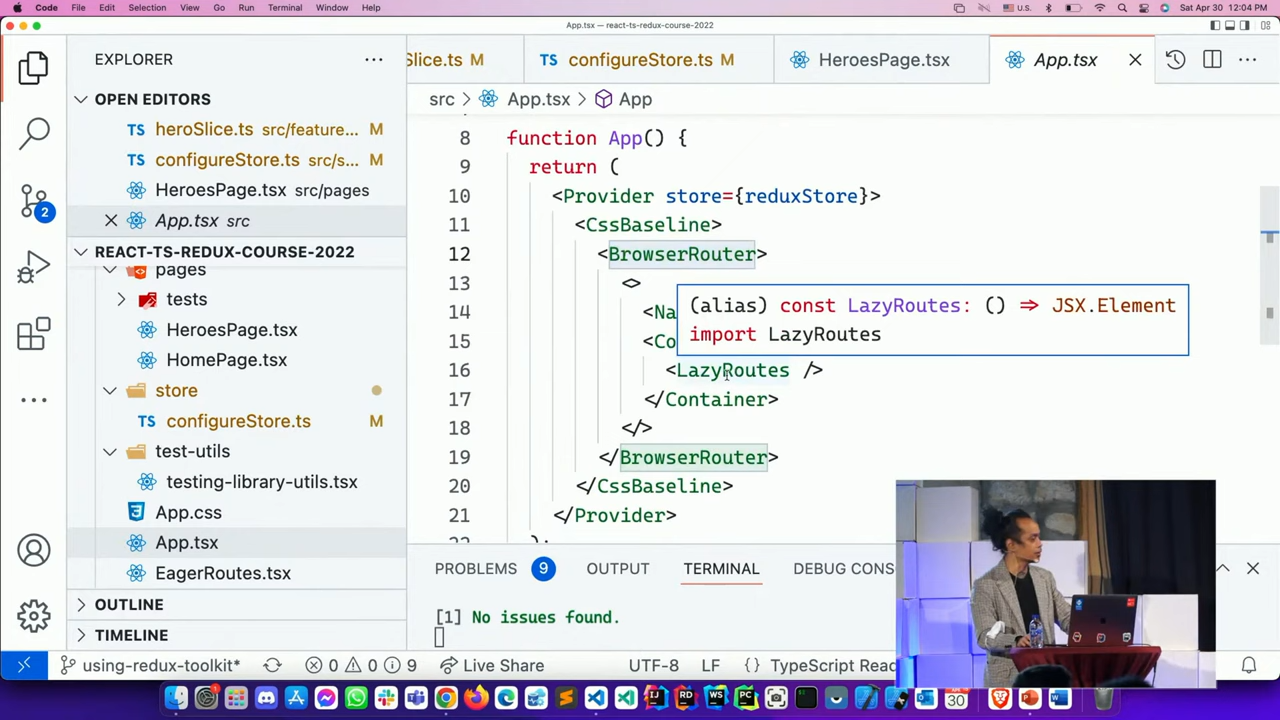 Code File Edit Selection View Go Run Terminal Window Help U.S. Sat Apr 30 12:04 PM
App.tsx — react-ts-redux-course-2022
EXPLORER
Slice.ts M
TS configureStore.ts M
HeroesPage.tsx
App.tsx
OPEN EDITORS
TS heroSlice.ts src/feature... M
TS configureStore.ts src/s... M
HeroesPage.tsx src/pages
App.tsx src
REACT-TS-REDUX-COURSE-2022
pages
tests
HeroesPage.tsx
HomePage.tsx
store
TS configureStore.ts
test-utils
testing-library-utils.tsx
App.css
App.tsx
EagerRoutes.tsx
OUTLINE
TIMELINE
2
src > App.tsx > App
8 function App() {
9 return (
10 <Provider store={reduxStore}>
11 <CssBaseline>
12 <BrowserRouter>
13 <>
14 <Na
15 <Co
(alias) const LazyRoutes: () => JSX.Element
import LazyRoutes
16 <LazyRoutes />
17 </Container>
18 </>
19 </BrowserRouter>
20 </CssBaseline>
21 </Provider>
22 );
PROBLEMS 9 OUTPUT TERMINAL DEBUG CONS
[1] No issues found.
using-redux-toolkit* 0 0 9 Live Share UTF-8 LF {} TypeScript Rea